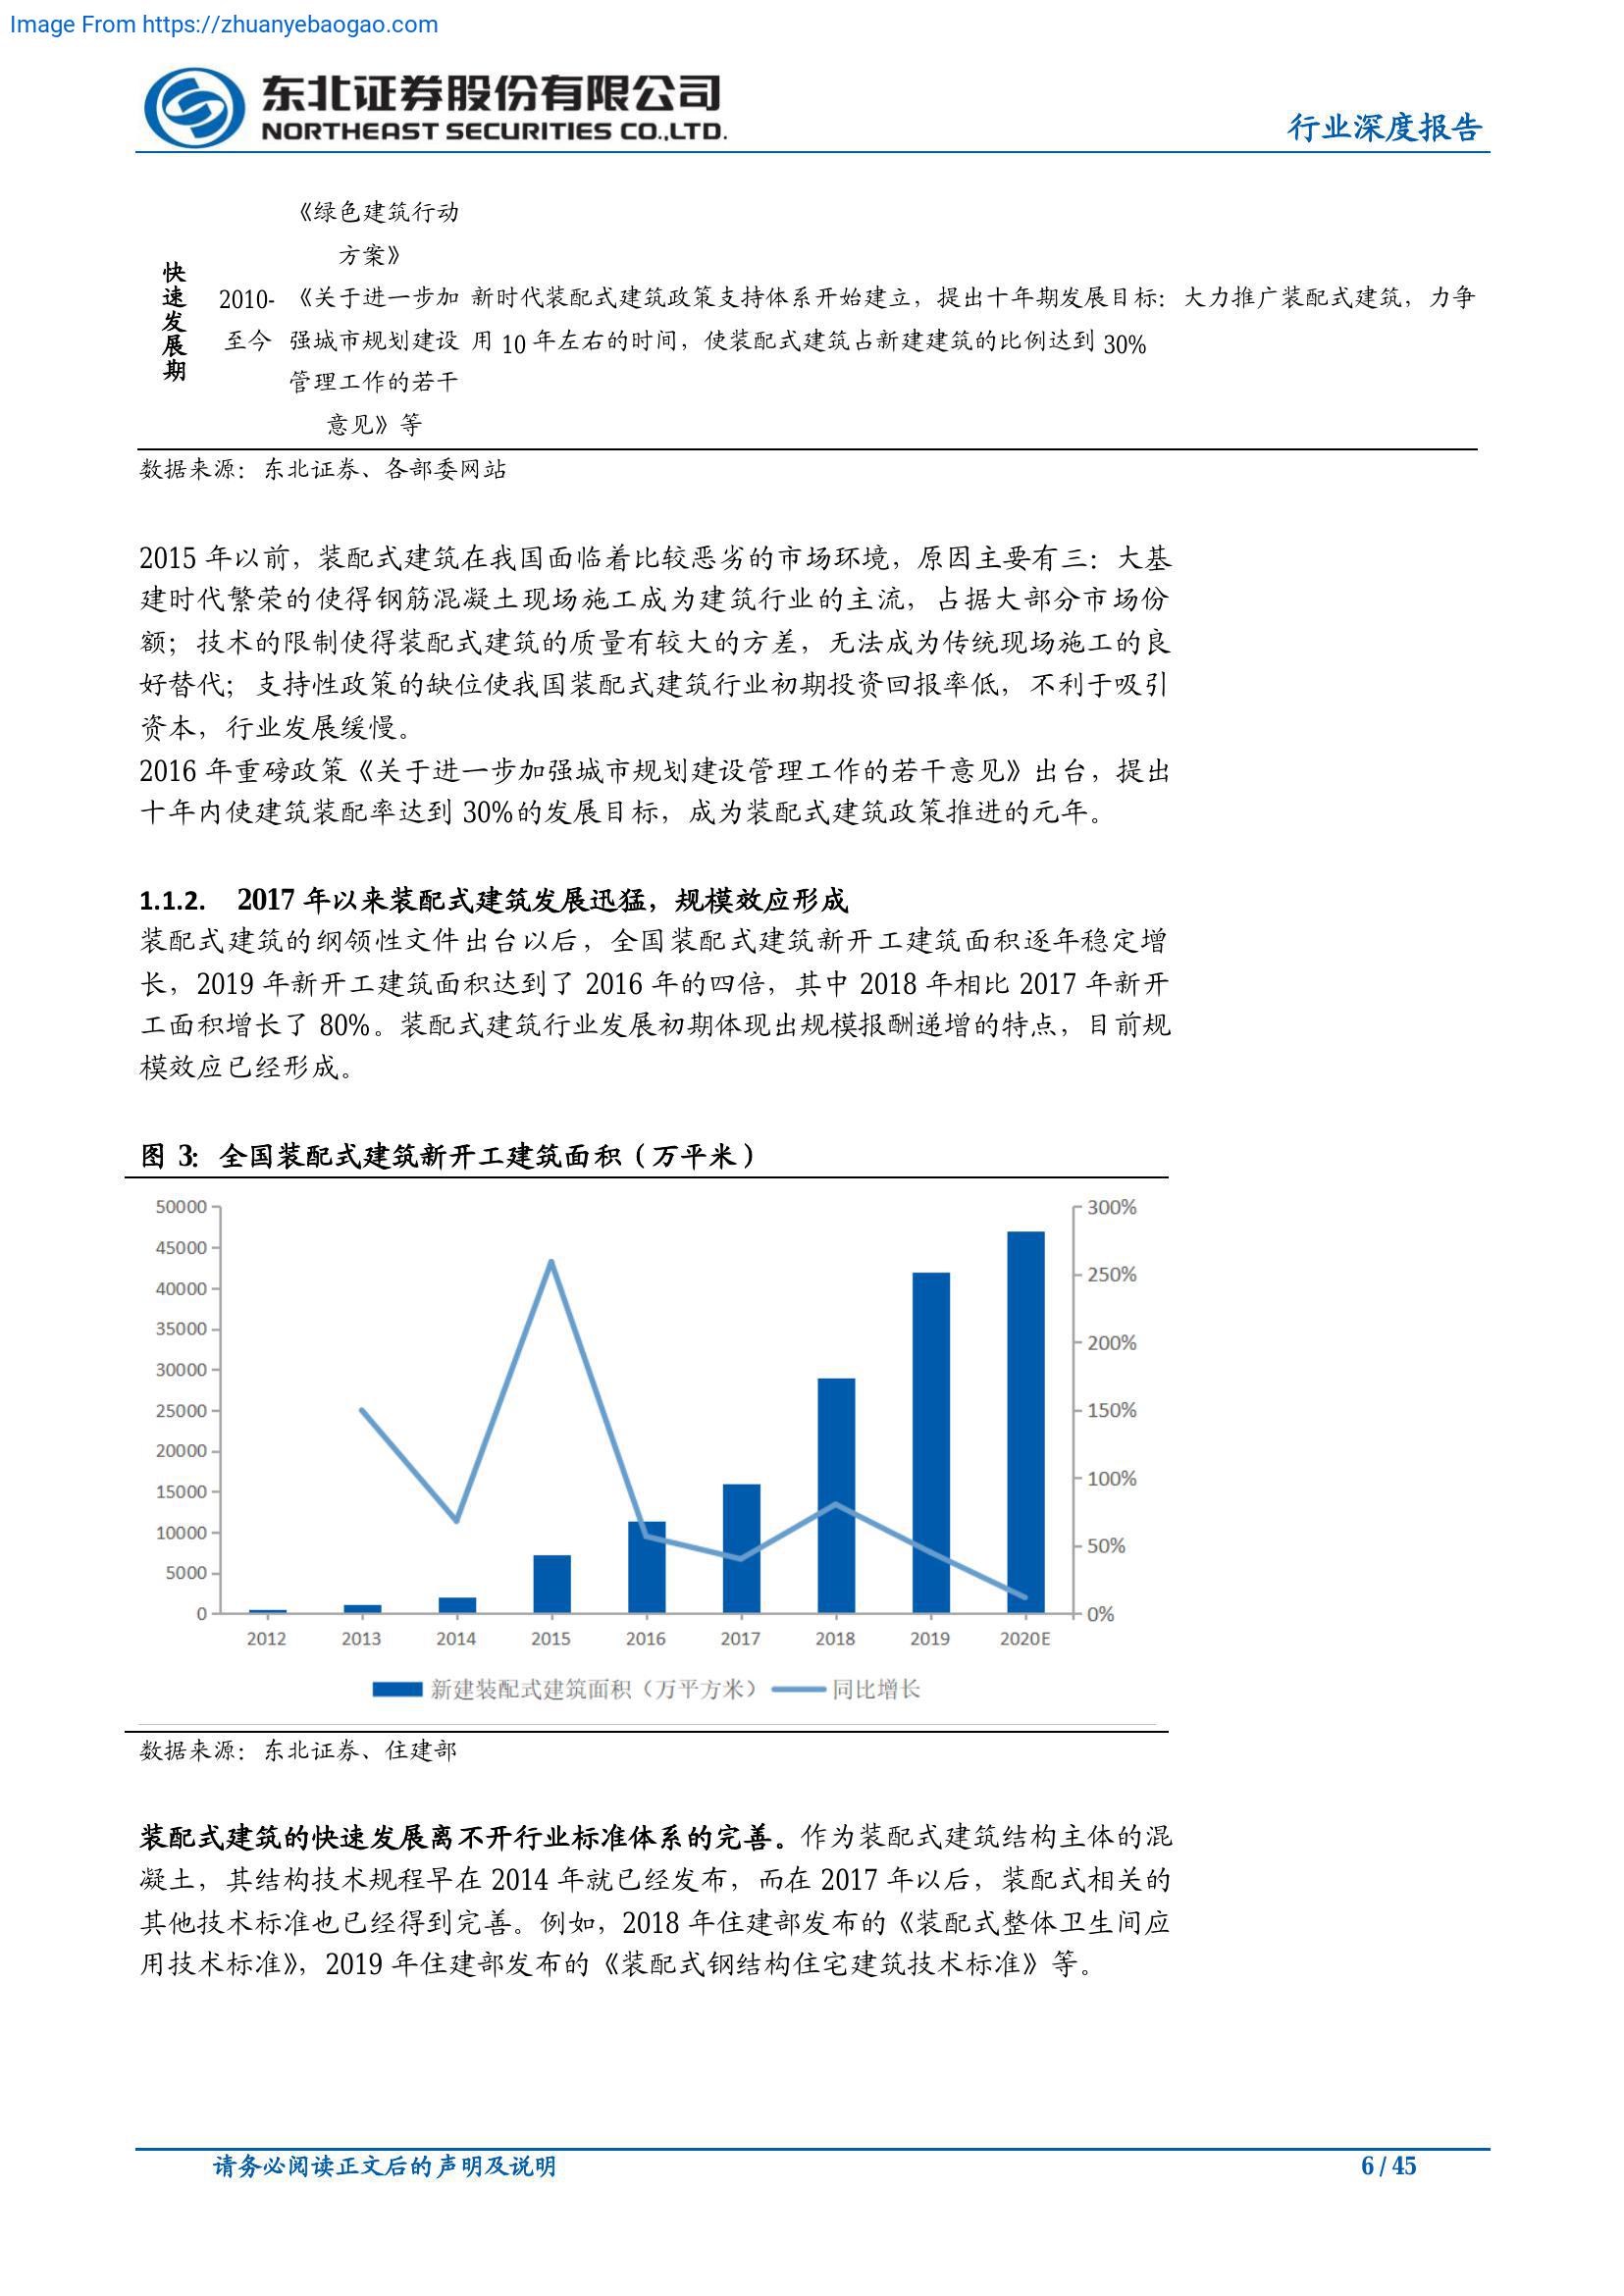 Image From https://zhuanyebaogao.com
东北证券股份有限公司
NORTHEAST SECURITIES CO.,LTD.
行业深度报告
快速发展期
2010-
至今
《绿色建筑行动
方案》
《关于进一步加
强城市规划建设
管理工作的若干
意见》等
新时代装配式建筑政策支持体系开始建立，提出十年期发展目标：大力推广装配式建筑，力争
用 10 年左右的时间，使装配式建筑占新建建筑的比例达到 30%
数据来源：东北证券、各部委网站
2015 年以前，装配式建筑在我国面临着比较恶劣的市场环境，原因主要有三：大基
建时代繁荣的使得钢筋混凝土现场施工成为建筑行业的主流，占据大部分市场份
额；技术的限制使得装配式建筑的质量有较大的方差，无法成为传统现场施工的良
好替代；支持性政策的缺位使我国装配式建筑行业初期投资回报率低，不利于吸引
资本，行业发展缓慢。
2016 年重磅政策《关于进一步加强城市规划建设管理工作的若干意见》出台，提出
十年内使建筑装配率达到 30%的发展目标，成为装配式建筑政策推进的元年。
1.1.2. 2017 年以来装配式建筑发展迅猛，规模效应形成
装配式建筑的纲领性文件出台以后，全国装配式建筑新开工建筑面积逐年稳定增
长，2019 年新开工建筑面积达到了 2016 年的四倍，其中 2018 年相比 2017 年新开
工面积增长了 80%。装配式建筑行业发展初期体现出规模报酬递增的特点，目前规
模效应已经形成。
图 3：全国装配式建筑新开工建筑面积（万平米）
50000
45000
40000
35000
30000
25000
20000
15000
10000
5000
0
300%
250%
200%
150%
100%
50%
0%
2012 2013 2014 2015 2016 2017 2018 2019 2020E
新建装配式建筑面积（万平方米） 同比增长
数据来源：东北证券、住建部
装配式建筑的快速发展离不开行业标准体系的完善。作为装配式建筑结构主体的混
凝土，其结构技术规程早在 2014 年就已经发布，而在 2017 年以后，装配式相关的
其他技术标准也已经得到完善。例如，2018 年住建部发布的《装配式整体卫生间应
用技术标准》，2019 年住建部发布的《装配式钢结构住宅建筑技术标准》等。
请务必阅读正文后的声明及说明
6 / 45